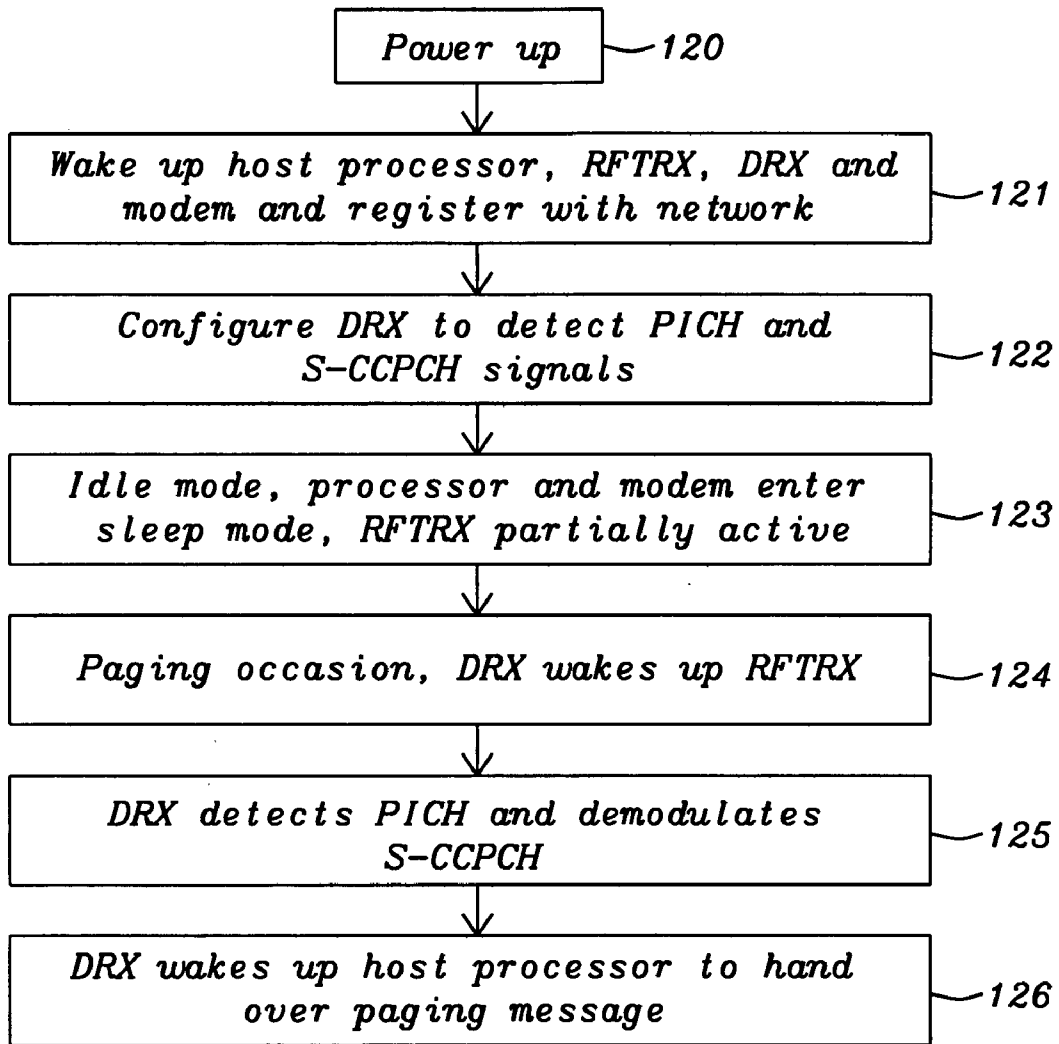 Power up
120
Wake up host processor, RFTRX, DRX and
modem and register with network
121
Configure DRX to detect PICH and
S-CCPCH signals
122
Idle mode, processor and modem enter
sleep mode, RFTRX partially active
123
Paging occasion, DRX wakes up RFTRX
124
DRX detects PICH and demodulates
S-CCPCH
125
DRX wakes up host processor to hand
over paging message
126